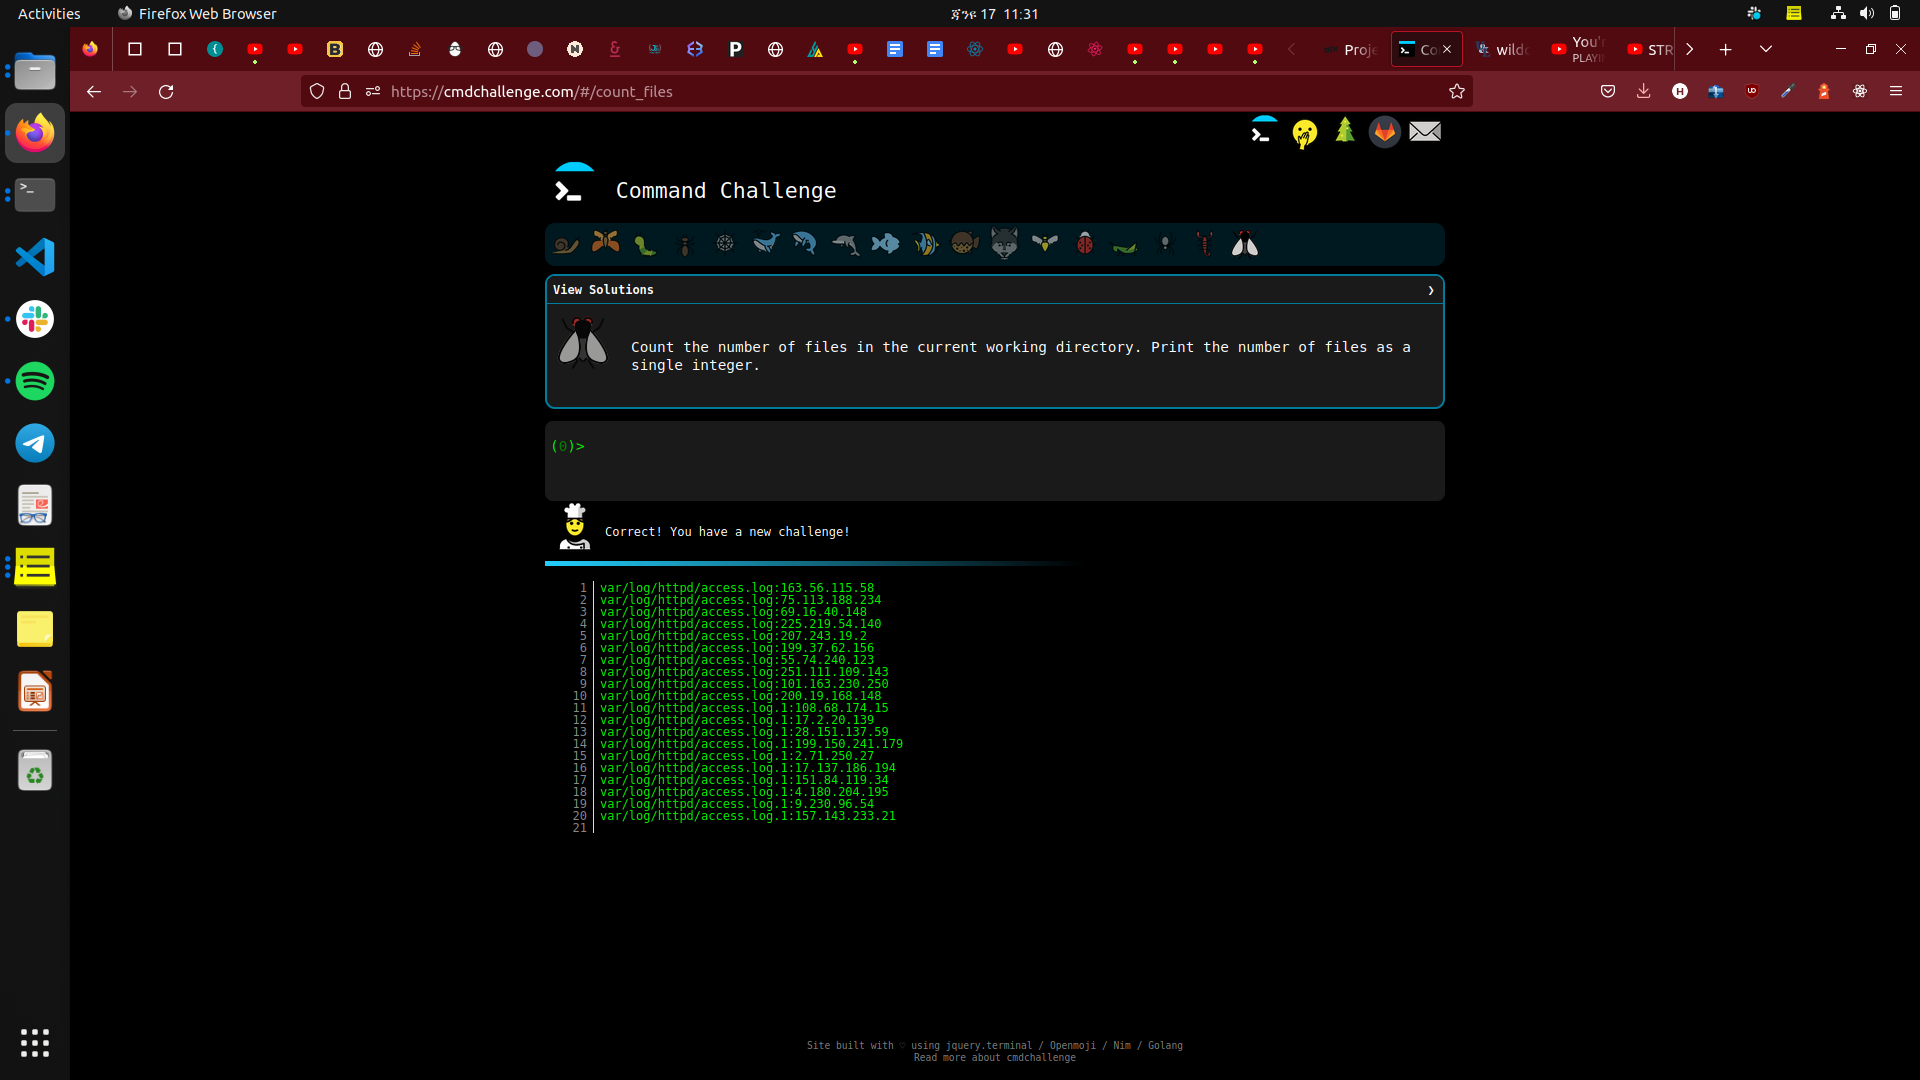 Activities
Firefox Web Browser
ጃንዩ 17 11:31
Proje
Co
wildc
You'r
PLAYIN
STR
https://cmdchallenge.com/#/count_files
Command Challenge
View Solutions
Count the number of files in the current working directory. Print the number of files as a
single integer.
(0)>
Correct! You have a new challenge!
1 var/log/httpd/access.log:163.56.115.58
2 var/log/httpd/access.log:75.113.188.234
3 var/log/httpd/access.log:69.16.40.148
4 var/log/httpd/access.log:225.219.54.140
5 var/log/httpd/access.log:207.243.19.2
6 var/log/httpd/access.log:199.37.62.156
7 var/log/httpd/access.log:55.74.240.123
8 var/log/httpd/access.log:251.111.109.143
9 var/log/httpd/access.log:101.163.230.250
10 var/log/httpd/access.log:200.19.168.148
11 var/log/httpd/access.log.1:108.68.174.15
12 var/log/httpd/access.log.1:17.2.20.139
13 var/log/httpd/access.log.1:28.151.137.59
14 var/log/httpd/access.log.1:199.150.241.179
15 var/log/httpd/access.log.1:2.71.250.27
16 var/log/httpd/access.log.1:17.137.186.194
17 var/log/httpd/access.log.1:151.84.119.34
18 var/log/httpd/access.log.1:4.180.204.195
19 var/log/httpd/access.log.1:9.230.96.54
20 var/log/httpd/access.log.1:157.143.233.21
21
Site built with ♡ using jquery.terminal / Openmoji / Nim / Golang
Read more about cmdchallenge